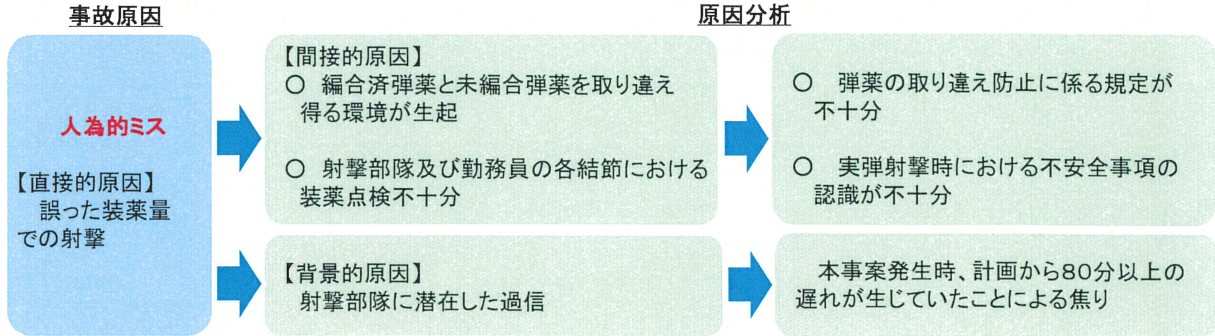 事故原因
原因分析
人為的ミス
【直接的原因】
誤った装薬量
での射撃
【間接的原因】
○ 編合済弾薬と未編合弾薬を取り違え
得る環境が生起
○ 射撃部隊及び勤務員の各結節における
装薬点検不十分
○ 弾薬の取り違え防止に係る規定が
不十分
○ 実弾射撃時における不安全事項の
認識が不十分
【背景的原因】
射撃部隊に潜在した過信
本事案発生時、計画から80分以上の
遅れが生じていたことによる焦り